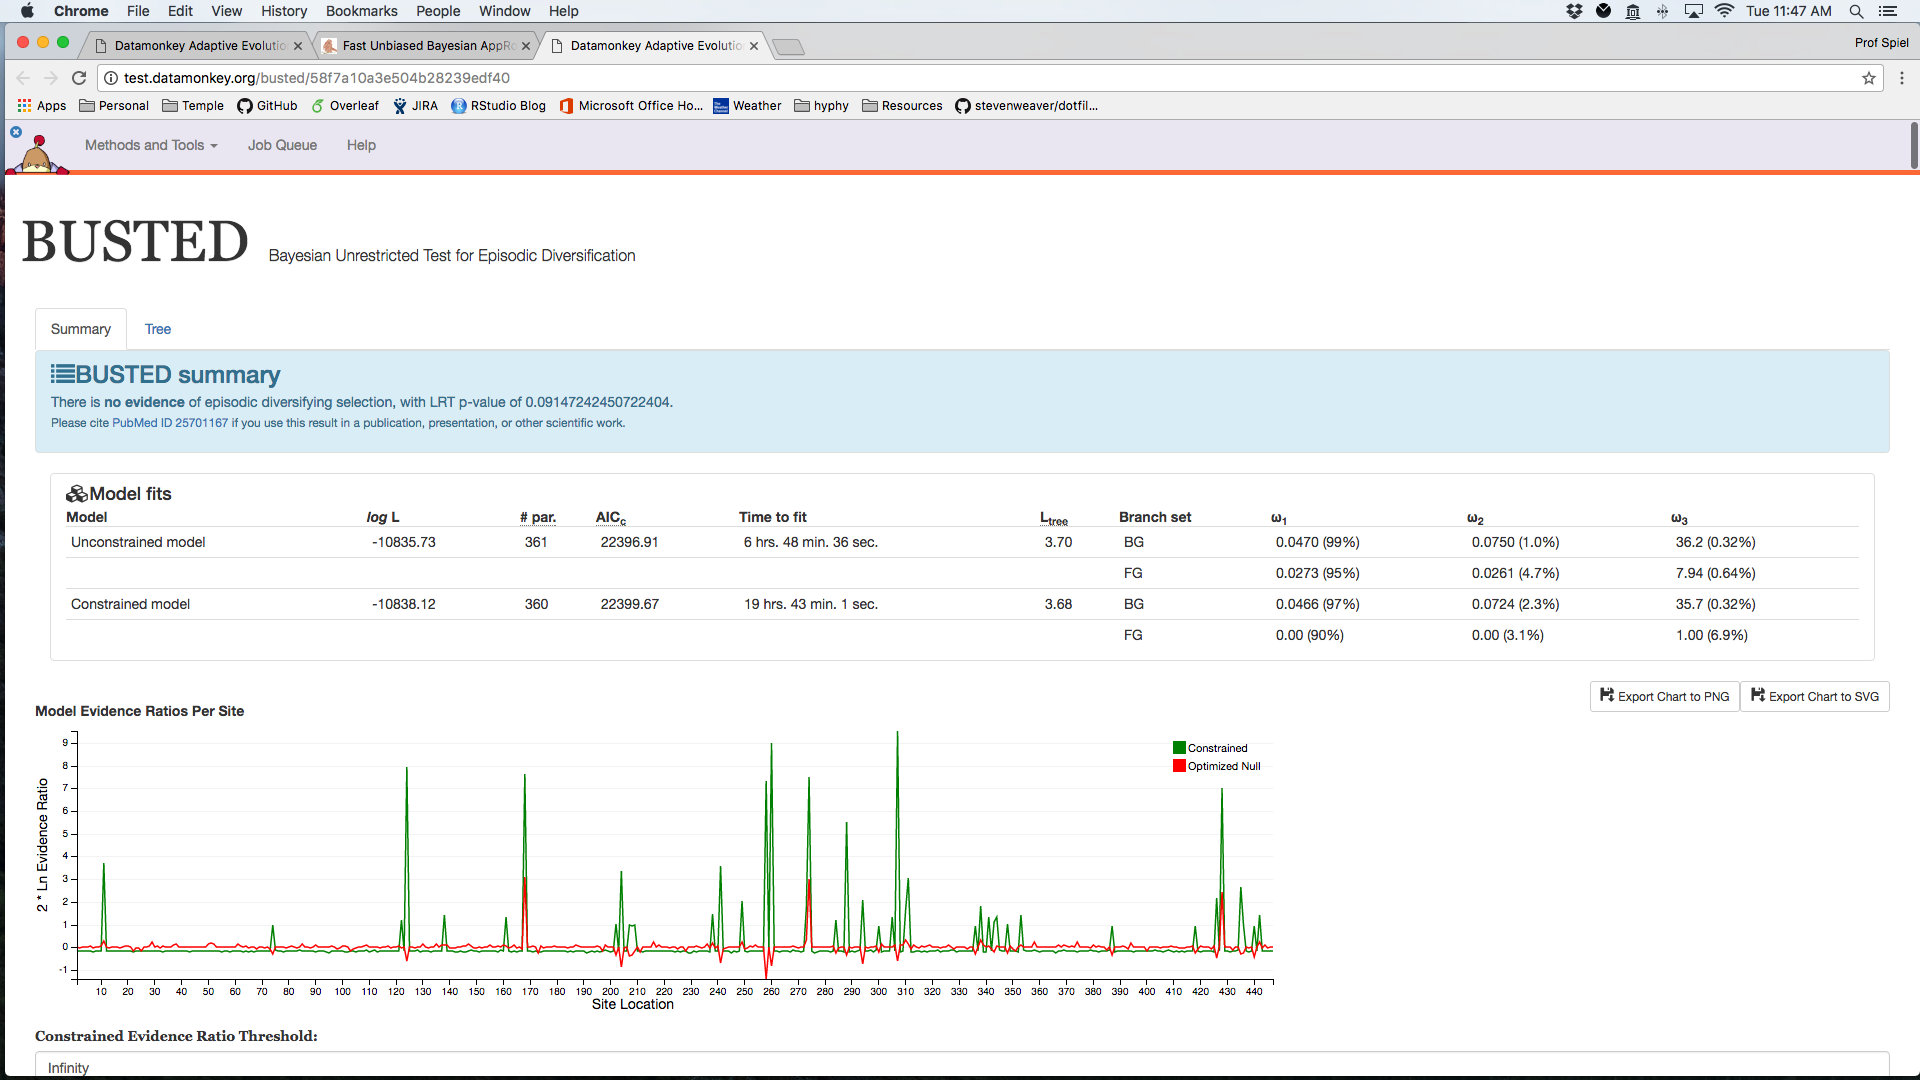 Chrome File Edit View History Bookmarks People Window Help Tue 11:47 AM
Datamonkey Adaptive Evolutio Fast Unbiased Bayesian AppRo Datamonkey Adaptive Evolutio Prof Spiel
test.datamonkey.org/busted/58f7a10a3e504b28239edf40
Apps Personal Temple GitHub Overleaf JIRA RStudio Blog Microsoft Office Ho... Weather hyphy Resources stevenweaver/dotfil...
Methods and Tools Job Queue Help
BUSTED Bayesian Unrestricted Test for Episodic Diversification
Summary Tree
BUSTED summary
There is no evidence of episodic diversifying selection, with LRT p-value of 0.09147242450722404.
Please cite PubMed ID 25701167 if you use this result in a publication, presentation, or other scientific work.
Model fits
Model log L # par. AICc Time to fit Ltree Branch set ω1 ω2 ω3
Unconstrained model -10835.73 361 22396.91 6 hrs. 48 min. 36 sec. 3.70 BG 0.0470 (99%) 0.0750 (1.0%) 36.2 (0.32%)
FG 0.0273 (95%) 0.0261 (4.7%) 7.94 (0.64%)
Constrained model -10838.12 360 22399.67 19 hrs. 43 min. 1 sec. 3.68 BG 0.0466 (97%) 0.0724 (2.3%) 35.7 (0.32%)
FG 0.00 (90%) 0.00 (3.1%) 1.00 (6.9%)
Export Chart to PNG Export Chart to SVG
Model Evidence Ratios Per Site
2 * Ln Evidence Ratio
9
8
7
6
5
4
3
2
1
0
-1
Constrained
Optimized Null
10 20 30 40 50 60 70 80 90 100 110 120 130 140 150 160 170 180 190 200 210 220 230 240 250 260 270 280 290 300 310 320 330 340 350 360 370 380 390 400 410 420 430 440
Site Location
Constrained Evidence Ratio Threshold:
Infinity